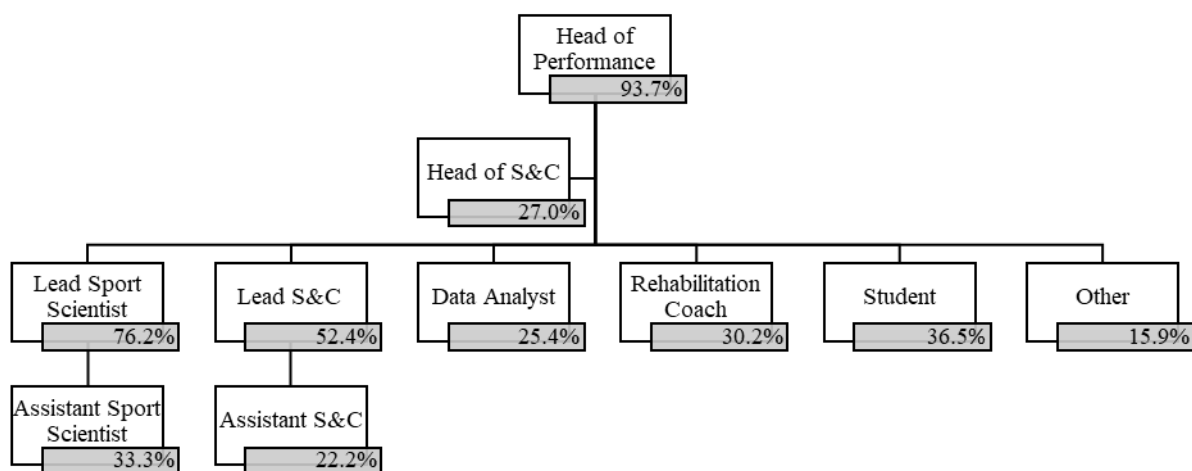 Head of
Performance
93.7%
Head of S&C
27.0%
Lead Sport
Scientist
76.2%
Lead S&C
52.4%
Data Analyst
25.4%
Rehabilitation
Coach
30.2%
Student
36.5%
Other
15.9%
Assistant Sport
Scientist
33.3%
Assistant S&C
22.2%